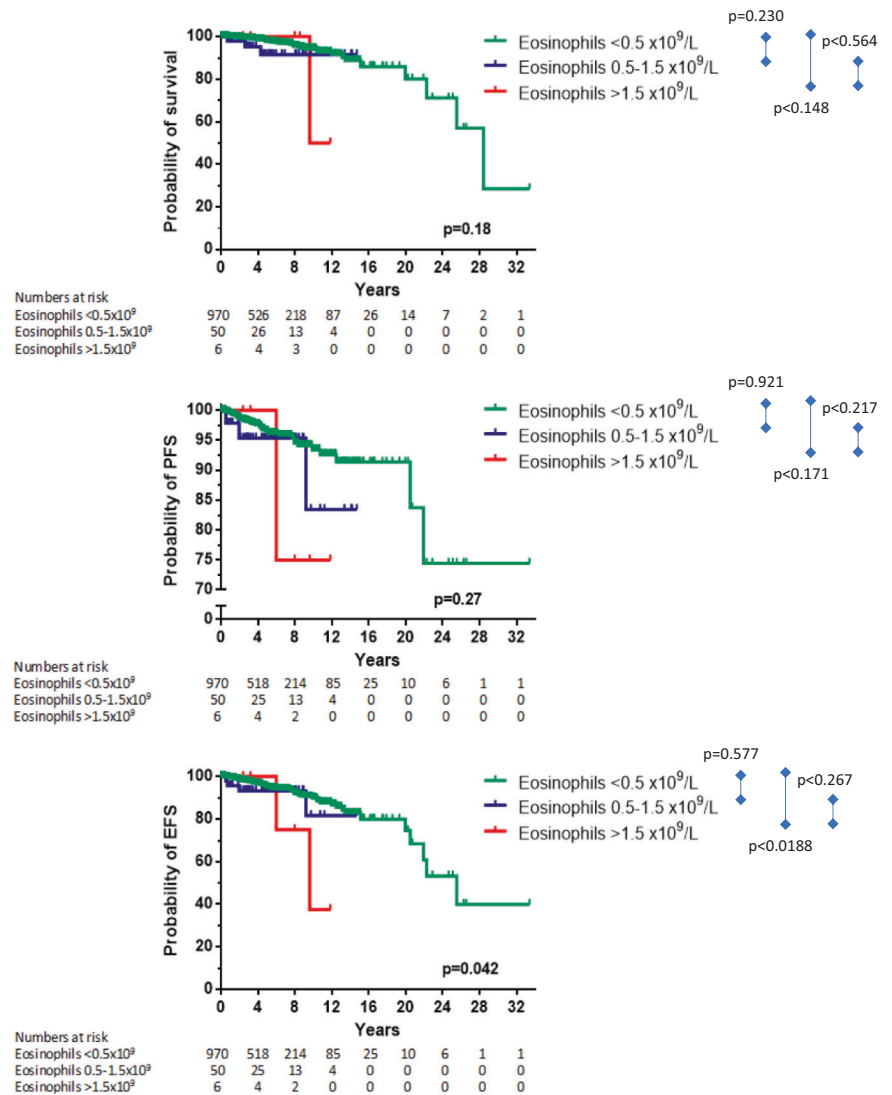 Probability of survival
100
80
60
40
20
0
0 4 8 12 16 20 24 28 32
Years
p=0.18
Eosinophils <0.5 x10⁹/L
Eosinophils 0.5-1.5x10⁹/L
Eosinophils >1.5 x10⁹/L
p=0.230
p<0.564
p<0.148
Numbers at risk
Eosinophils <0.5x10⁹ 970 526 218 87 26 14 7 2 1
Eosinophils 0.5-1.5x10⁹ 50 26 13 4 0 0 0 0 0
Eosinophils >1.5x10⁹ 6 4 3 0 0 0 0 0 0
Probability of PFS
100
95
90
85
80
75
70
0
0 4 8 12 16 20 24 28 32
Years
p=0.27
Eosinophils <0.5 x10⁹/L
Eosinophils 0.5-1.5x10⁹/L
Eosinophils >1.5 x10⁹/L
p=0.921
p<0.217
p<0.171
Numbers at risk
Eosinophils <0.5x10⁹ 970 518 214 85 25 10 6 1 1
Eosinophils 0.5-1.5x10⁹ 50 25 13 4 0 0 0 0 0
Eosinophils >1.5x10⁹ 6 4 2 0 0 0 0 0 0
Probability of EFS
100
80
60
40
20
0
0 4 8 12 16 20 24 28 32
Years
p=0.042
Eosinophils <0.5 x10⁹/L
Eosinophils 0.5-1.5x10⁹/L
Eosinophils >1.5 x10⁹/L
p=0.577
p<0.267
p<0.0188
Numbers at risk
Eosinophils <0.5x10⁹ 970 518 214 85 25 10 6 1 1
Eosinophils 0.5-1.5x10⁹ 50 25 13 4 0 0 0 0 0
Eosinophils >1.5x10⁹ 6 4 2 0 0 0 0 0 0